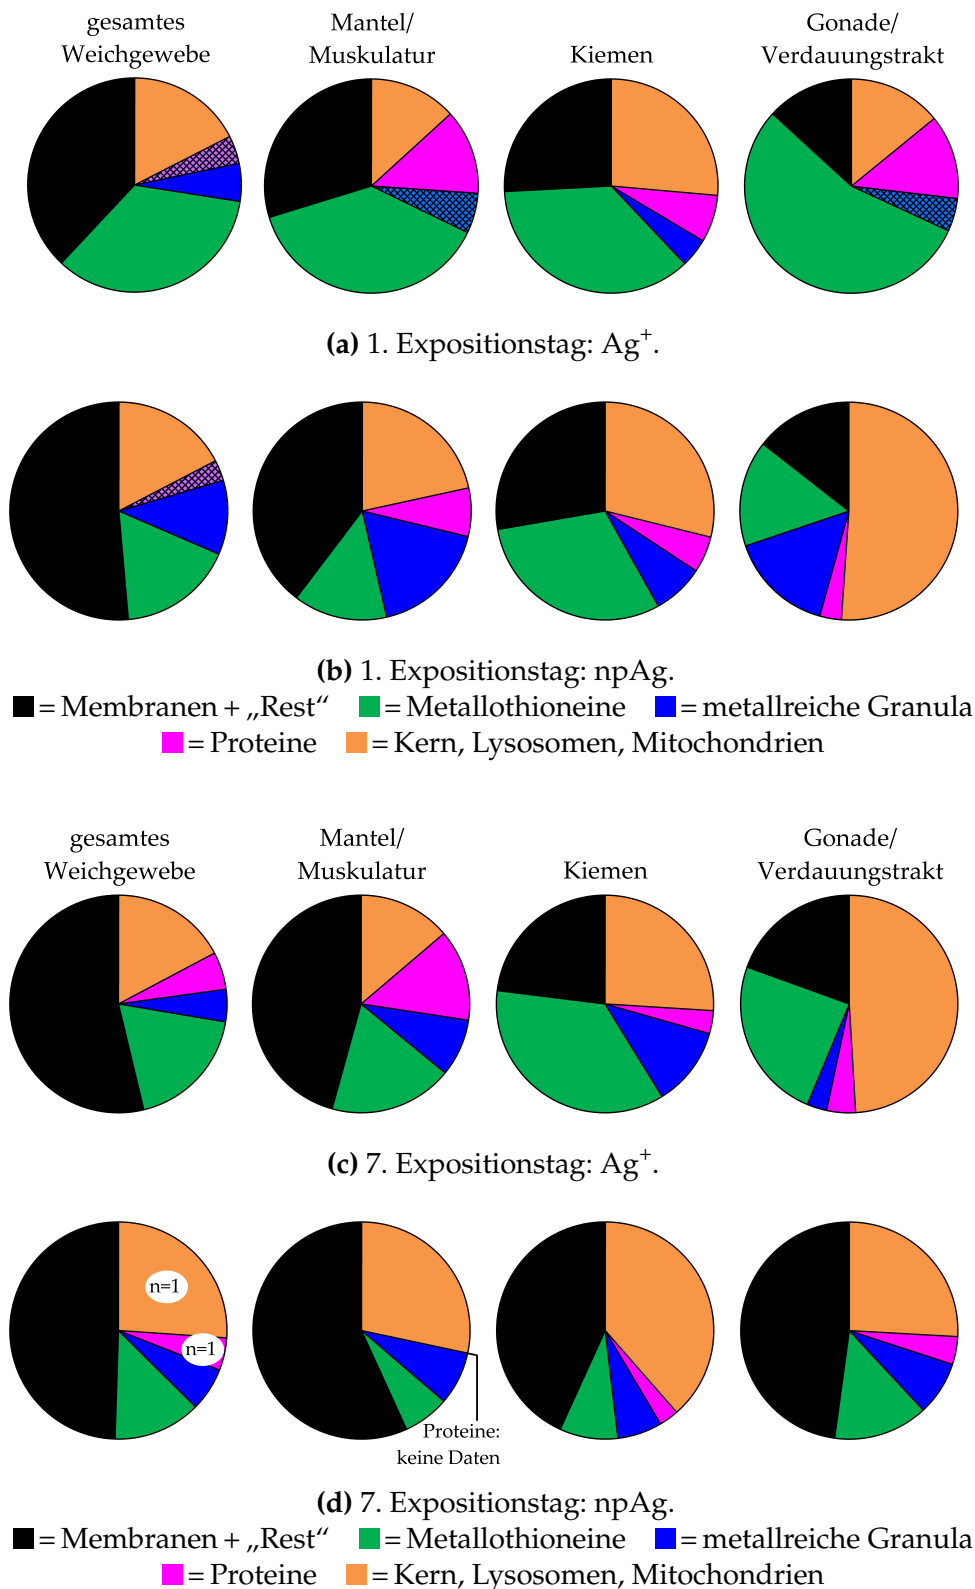 gesamtes
Weichgewebe
Mantel/
Muskulatur
Kiemen
Gonade/
Verdauungstrakt
(a) 1. Expositionstag: Ag⁺.
(b) 1. Expositionstag: npAg.
= Membranen + „Rest“ = Metallothioneine = metallreiche Granula
= Proteine = Kern, Lysosomen, Mitochondrien
gesamtes
Weichgewebe
Mantel/
Muskulatur
Kiemen
Gonade/
Verdauungstrakt
(c) 7. Expositionstag: Ag⁺.
n=1
n=1
Proteine:
keine Daten
(d) 7. Expositionstag: npAg.
= Membranen + „Rest“ = Metallothioneine = metallreiche Granula
= Proteine = Kern, Lysosomen, Mitochondrien